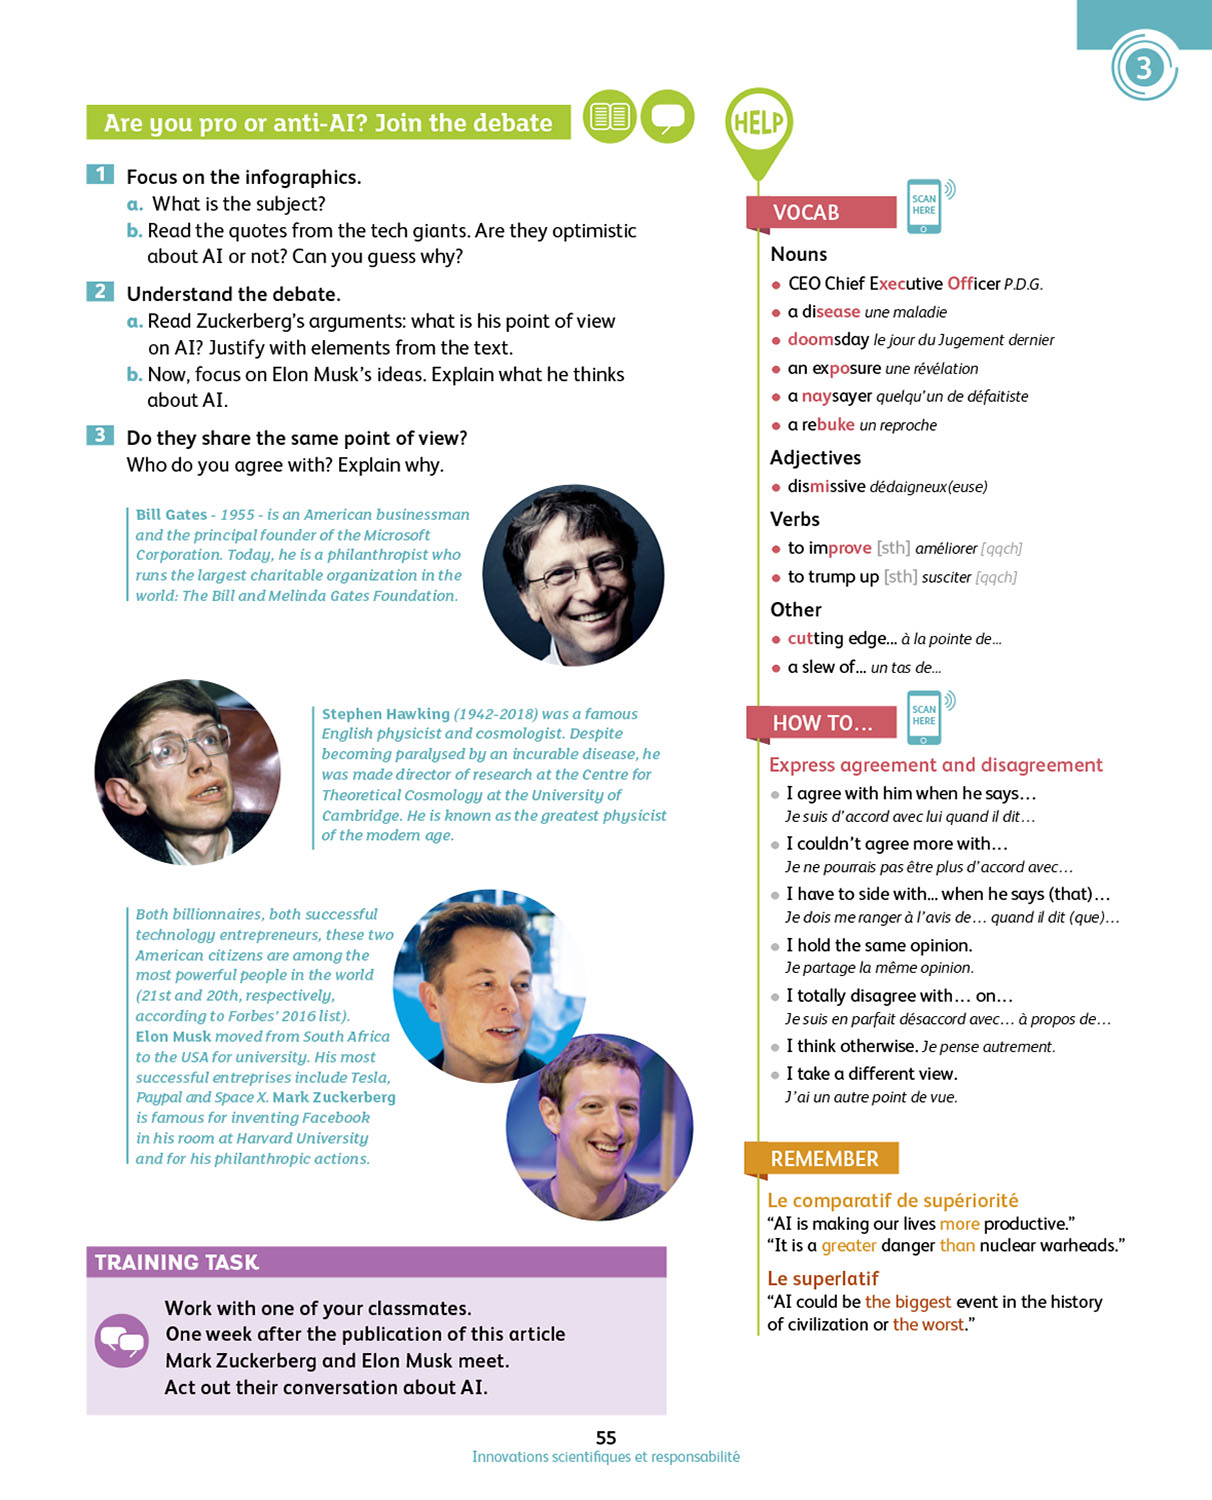 3
Are you pro or anti-AI? Join the debate
1 Focus on the infographics.
a. What is the subject?
b. Read the quotes from the tech giants. Are they optimistic
about AI or not? Can you guess why?
2 Understand the debate.
a. Read Zuckerberg's arguments: what is his point of view
on AI? Justify with elements from the text.
b. Now, focus on Elon Musk's ideas. Explain what he thinks
about AI.
3 Do they share the same point of view?
Who do you agree with? Explain why.
Bill Gates - 1955 - is an American businessman
and the principal founder of the Microsoft
Corporation. Today, he is a philanthropist who
runs the largest charitable organization in the
world: The Bill and Melinda Gates Foundation.
Stephen Hawking (1942-2018) was a famous
English physicist and cosmologist. Despite
becoming paralysed by an incurable disease, he
was made director of research at the Centre for
Theoretical Cosmology at the University of
Cambridge. He is known as the greatest physicist
of the modern age.
Both billionnaires, both successful
technology entrepreneurs, these two
American citizens are among the
most powerful people in the world
(21st and 20th, respectively,
according to Forbes' 2016 list).
Elon Musk moved from South Africa
to the USA for university. His most
successful entreprises include Tesla,
Paypal and Space X. Mark Zuckerberg
is famous for inventing Facebook
in his room at Harvard University
and for his philanthropic actions.
TRAINING TASK
Work with one of your classmates.
One week after the publication of this article
Mark Zuckerberg and Elon Musk meet.
Act out their conversation about AI.
HELP
VOCAB
SCAN
HERE
Nouns
• CEO Chief Executive Officer P.D.G.
• a disease une maladie
• doomsday le jour du Jugement dernier
• an exposure une révélation
• a naysayer quelqu'un de défaitiste
• a rebuke un reproche
Adjectives
• dismissive dédaigneux(euse)
Verbs
• to improve [sth] améliorer [qqch]
• to trump up [sth] susciter [qqch]
Other
• cutting edge... à la pointe de...
• a slew of... un tas de...
HOW TO...
SCAN
HERE
Express agreement and disagreement
• I agree with him when he says...
Je suis d'accord avec lui quand il dit...
• I couldn't agree more with...
Je ne pourrais pas être plus d'accord avec...
• I have to side with... when he says (that)...
Je dois me ranger à l'avis de... quand il dit (que)...
• I hold the same opinion.
Je partage la même opinion.
• I totally disagree with... on...
Je suis en parfait désaccord avec... à propos de...
• I think otherwise. Je pense autrement.
• I take a different view.
J'ai un autre point de vue.
REMEMBER
Le comparatif de supériorité
"AI is making our lives more productive."
"It is a greater danger than nuclear warheads."
Le superlatif
"AI could be the biggest event in the history
of civilization or the worst."
55
Innovations scientifiques et responsabilité